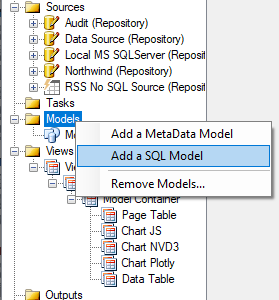 Sources
Audit (Repository)
Data Source (Repository)
Local MS SQLServer (Repositor
Northwind (Repository)
RSS No SQL Source (Reposit
Tasks
Models
Add a MetaData Model
Add a SQL Model
Views
Remove Models...
Model Container
Page Table
Chart JS
Chart NVD3
Chart Plotly
Data Table
Outputs